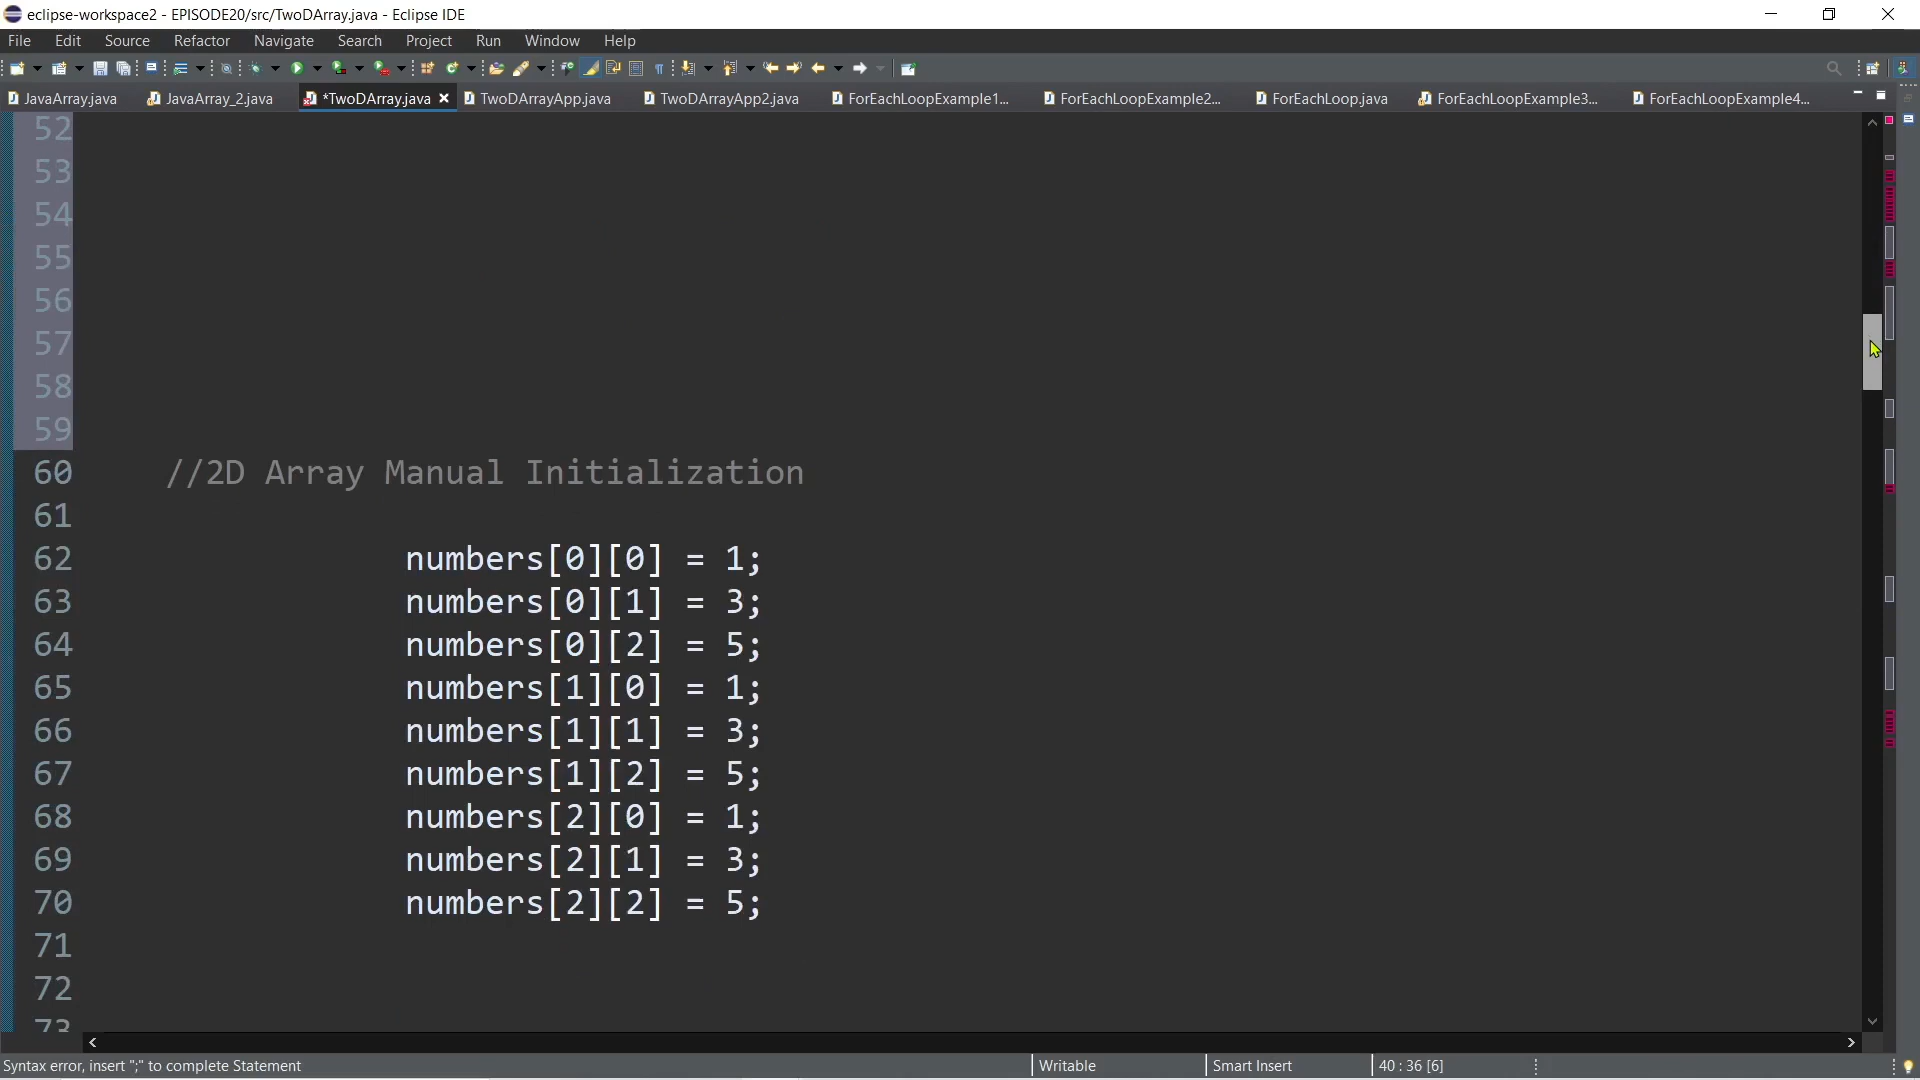 eclipse-workspace2 - EPISODE20/src/TwoDArray.java - Eclipse IDE
File Edit Source Refactor Navigate Search Project Run Window Help
JavaArray.java JavaArray_2.java *TwoDArray.java TwoDArrayApp.java TwoDArrayApp2.java ForEachLoopExample1... ForEachLoopExample2... ForEachLoop.java ForEachLoopExample3... ForEachLoopExample4...
52
53
54
55
56
57
58
59
60 //2D Array Manual Initialization
61
62 numbers[0][0] = 1;
63 numbers[0][1] = 3;
64 numbers[0][2] = 5;
65 numbers[1][0] = 1;
66 numbers[1][1] = 3;
67 numbers[1][2] = 5;
68 numbers[2][0] = 1;
69 numbers[2][1] = 3;
70 numbers[2][2] = 5;
71
72
73
Syntax error, insert ";" to complete Statement Writable Smart Insert 40 : 36 [6]